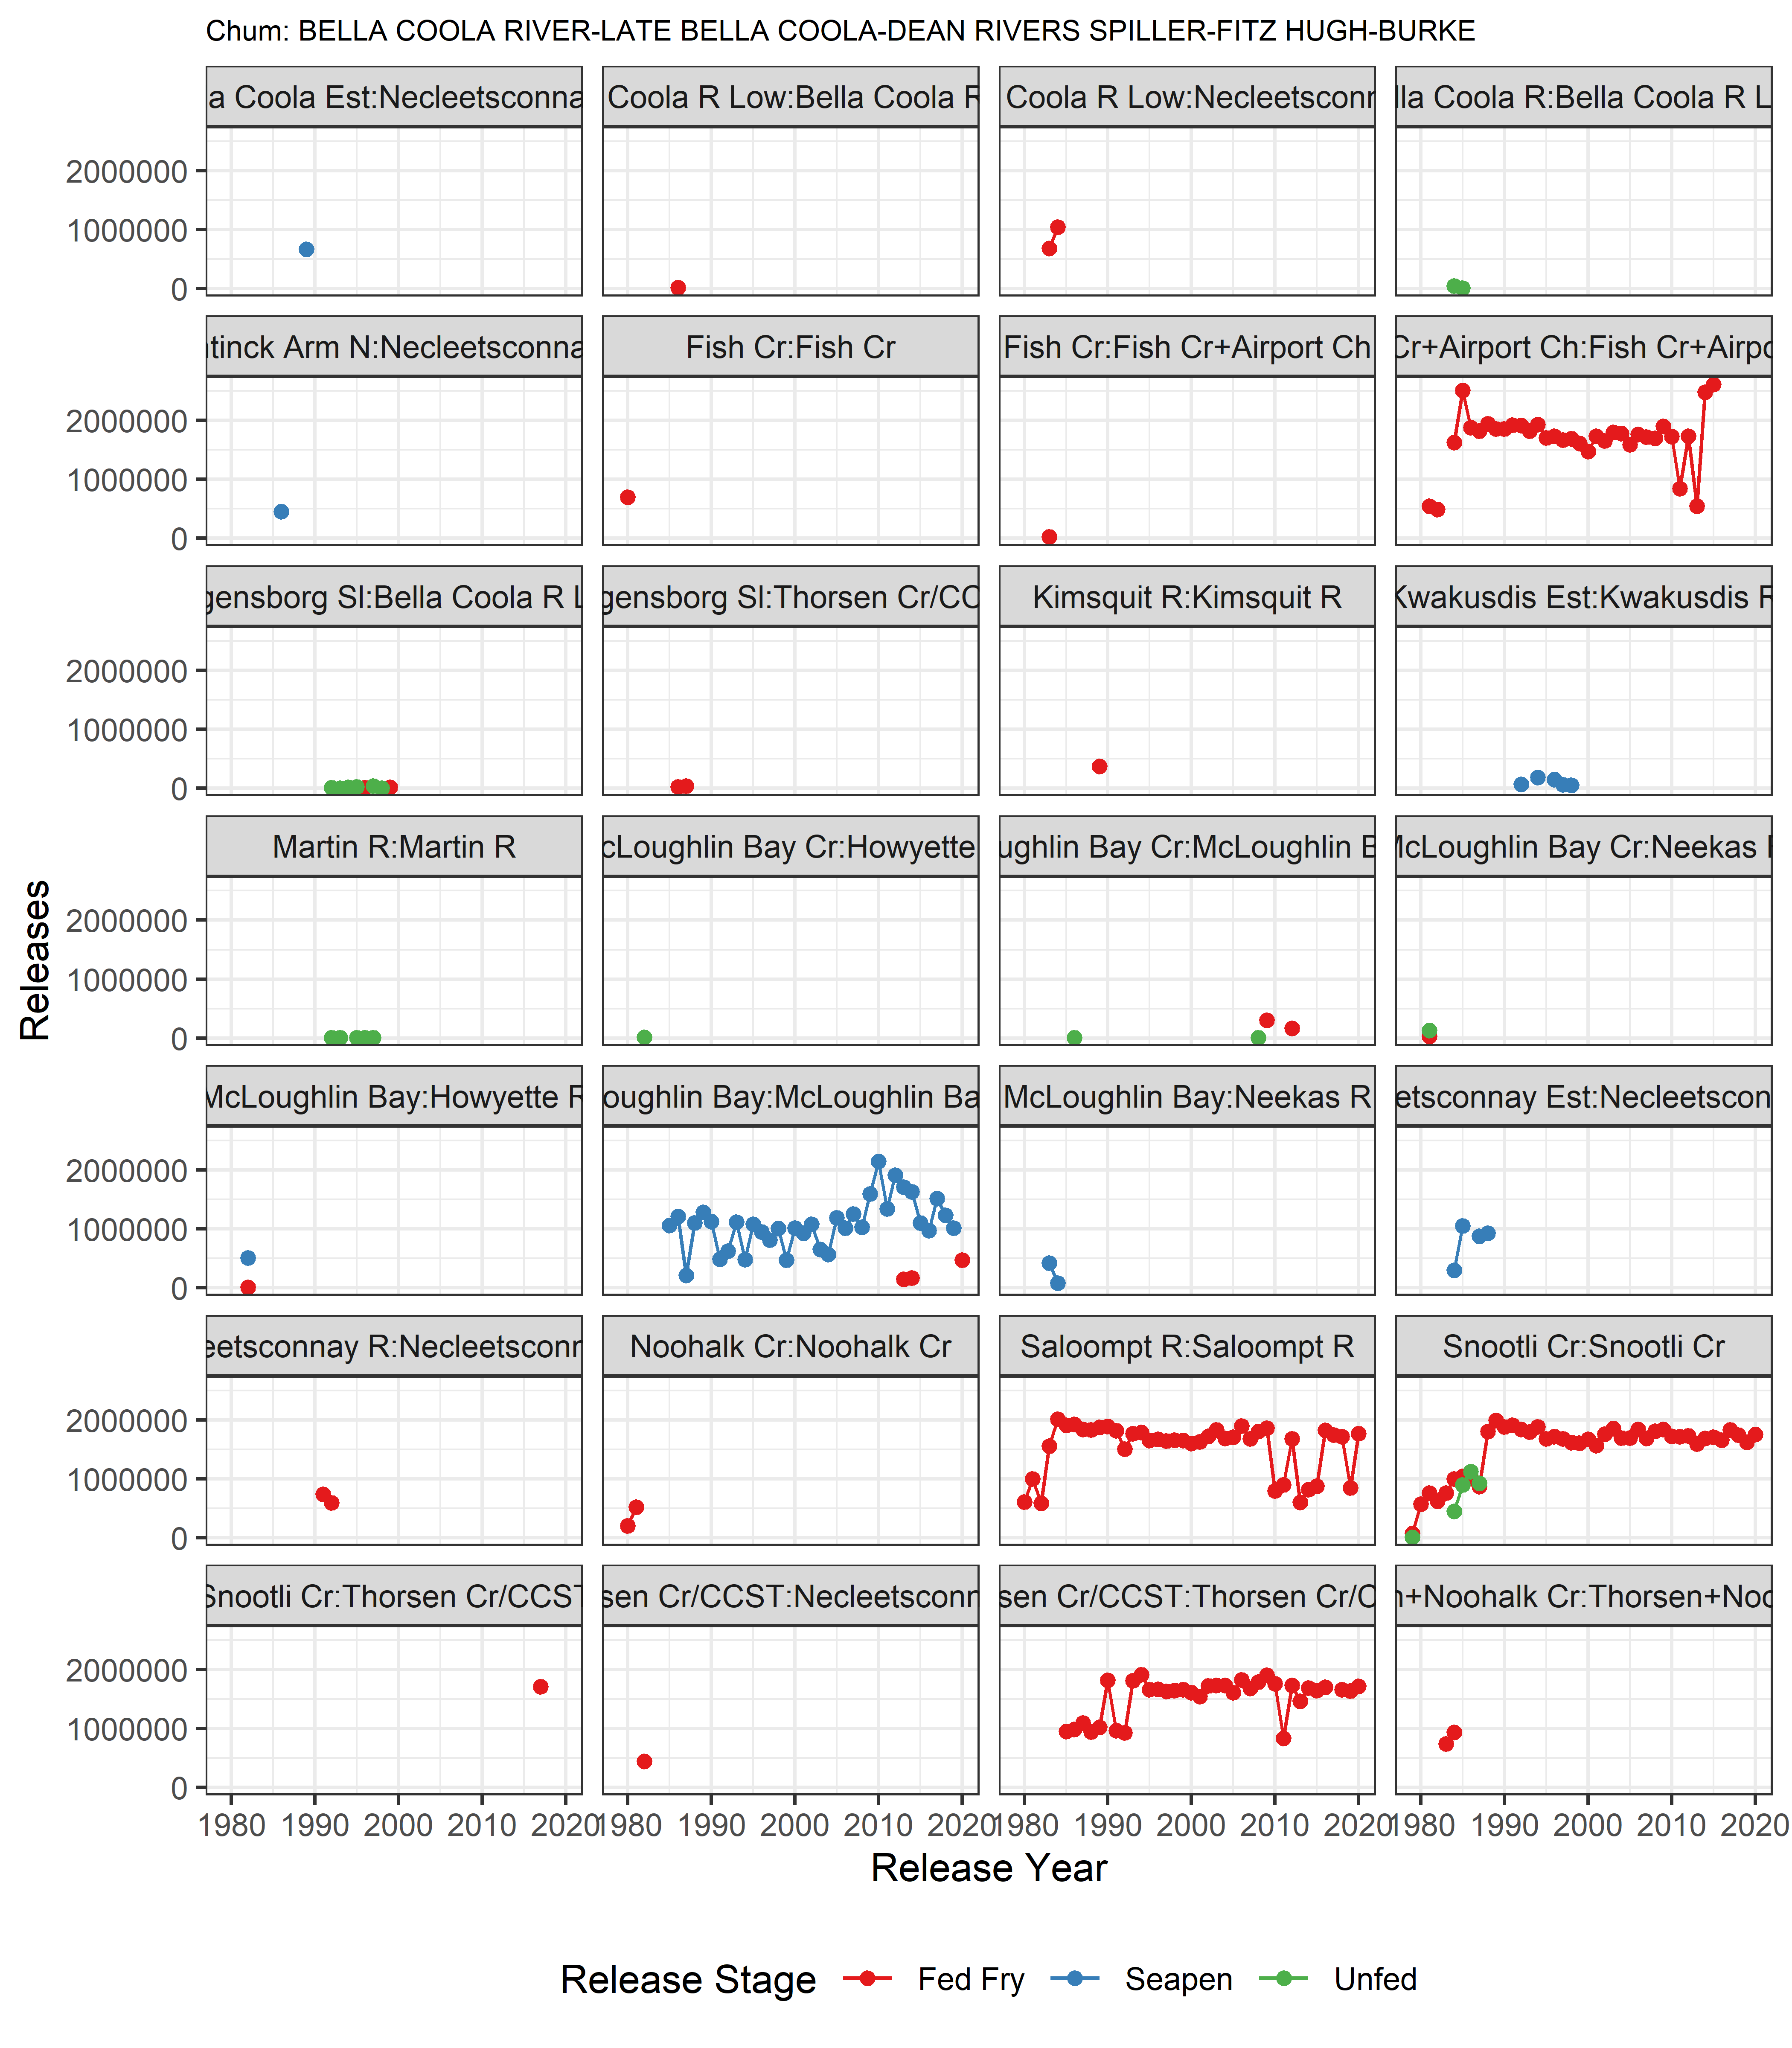 Chum: BELLA COOLA RIVER-LATE BELLA COOLA-DEAN RIVERS SPILLER-FITZ HUGH-BURKE
a Coola Est:Necleetsconna
Coola R Low:Bella Coola R
Coola R Low:Necleetsconn
lla Coola R:Bella Coola R L
2000000
1000000
0
ntinck Arm N:Necleetsconna
Fish Cr:Fish Cr
Fish Cr:Fish Cr+Airport Ch
Cr+Airport Ch:Fish Cr+Airpo
2000000
1000000
0
gensborg Sl:Bella Coola R L
gensborg Sl:Thorsen Cr/CC
Kimsquit R:Kimsquit R
Kwakusdis Est:Kwakusdis R
2000000
1000000
0
Martin R:Martin R
cLoughlin Bay Cr:Howyette
ughlin Bay Cr:McLoughlin B
McLoughlin Bay Cr:Neekas
2000000
1000000
0
McLoughlin Bay:Howyette R
oughlin Bay:McLoughlin Ba
McLoughlin Bay:Neekas R
etsconnay Est:Necleetscon
2000000
1000000
0
eetsconnay R:Necleetsconn
Noohalk Cr:Noohalk Cr
Saloompt R:Saloompt R
Snootli Cr:Snootli Cr
2000000
1000000
0
Snootli Cr:Thorsen Cr/CCST
sen Cr/CCST:Necleetsconn
sen Cr/CCST:Thorsen Cr/C
n+Noohalk Cr:Thorsen+Noo
2000000
1000000
0
1980 1990 2000 2010 2020
1980 1990 2000 2010 2020
1980 1990 2000 2010 2020
1980 1990 2000 2010 2020
Releases
Release Year
Release Stage Fed Fry Seapen Unfed